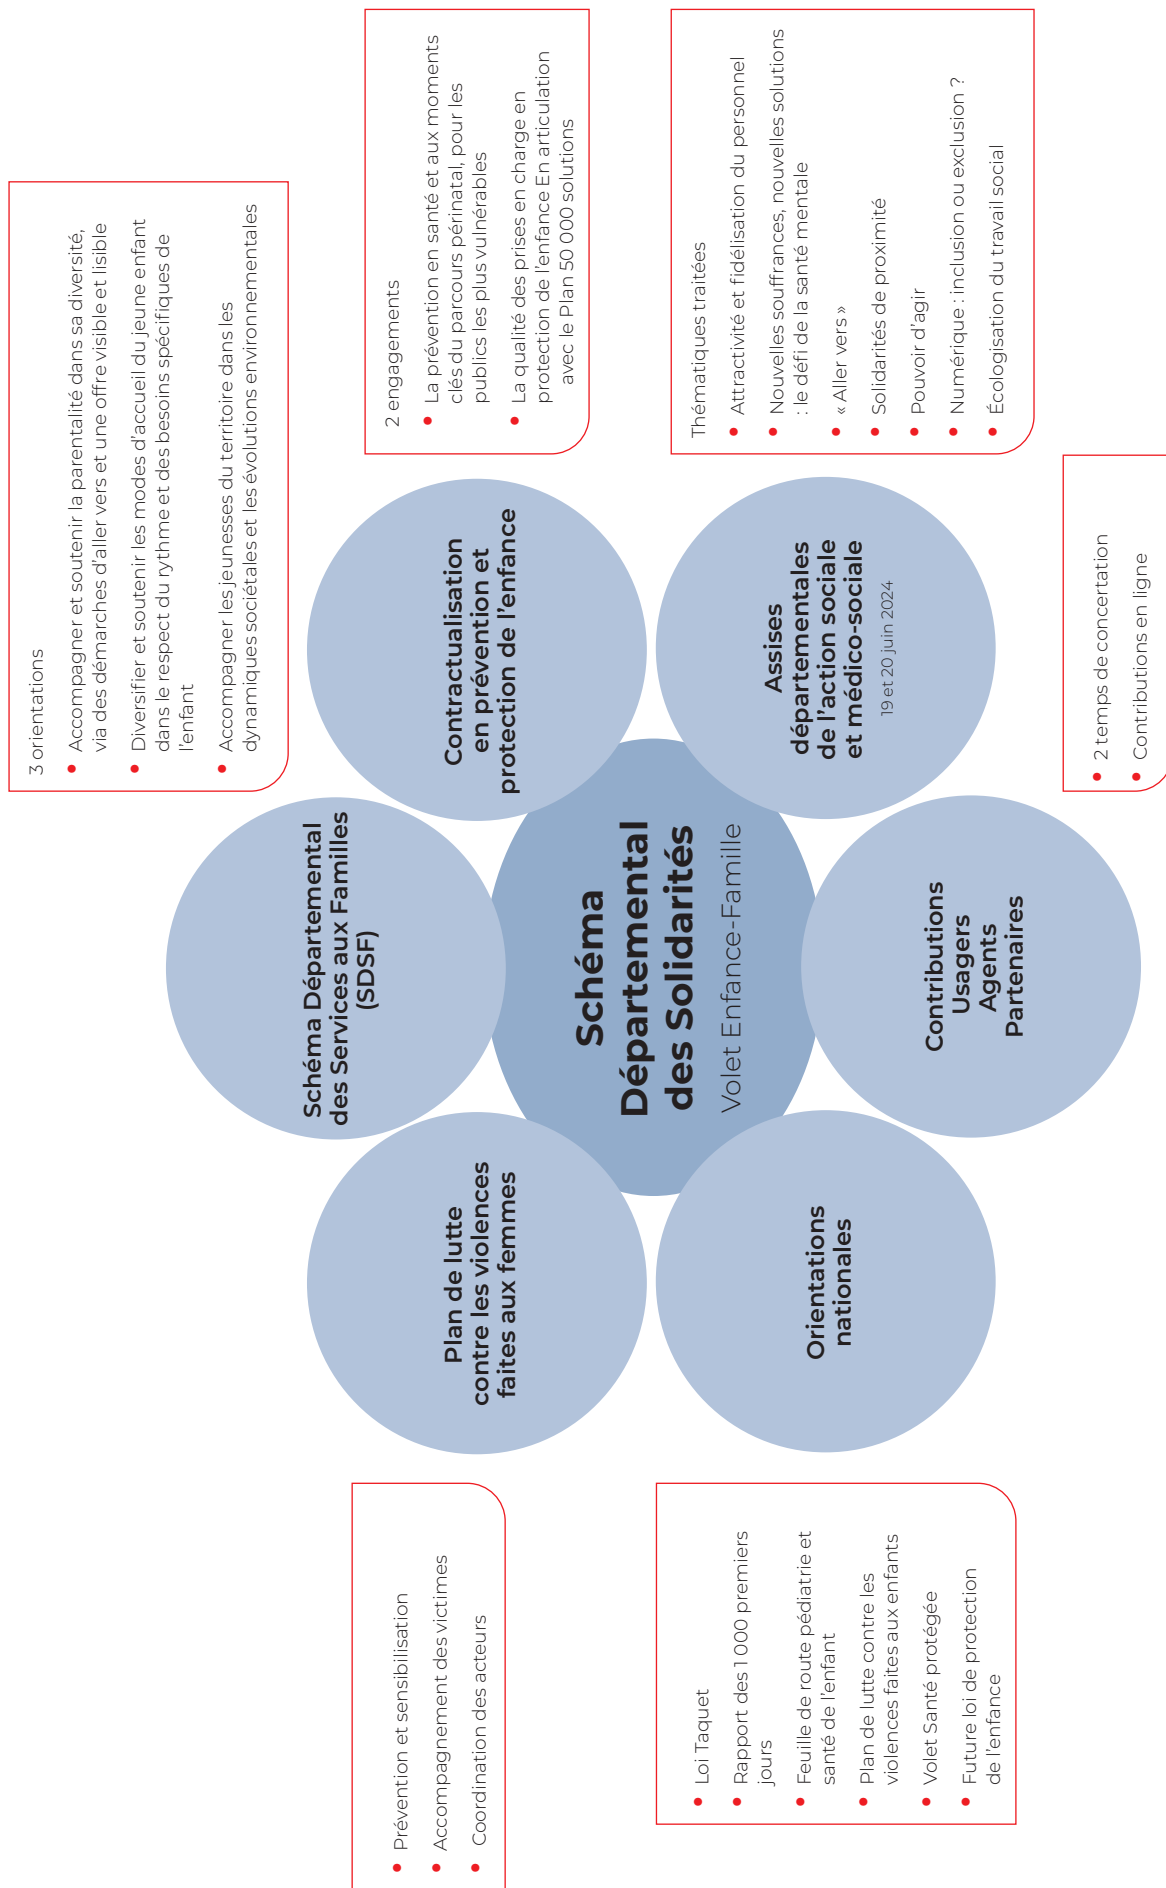 Schéma
Départemental
des Solidarités
Volet Enfance-Famille
Schéma Départemental
des Services aux Familles
(SDSF)
3 orientations
Accompagner et soutenir la parentalité dans sa diversité,
via des démarches d'aller vers et une offre visible et lisible
Diversifier et soutenir les modes d'accueil du jeune enfant
dans le respect du rythme et des besoins spécifiques de
l'enfant
Accompagner les jeunesses du territoire dans les
dynamiques sociétales et les évolutions environnementales
Contractualisation
en prévention et
protection de l'enfance
2 engagements
La prévention en santé et aux moments
clés du parcours périnatal, pour les
publics les plus vulnérables
La qualité des prises en charge en
protection de l'enfance En articulation
avec le Plan 50 000 solutions
Assises
départementales
de l'action sociale
et médico-sociale
19 et 20 juin 2024
Thématiques traitées
Attractivité et fidélisation du personnel
Nouvelles souffrances, nouvelles solutions
: le défi de la santé mentale
« Aller vers »
Solidarités de proximité
Pouvoir d'agir
Numérique : inclusion ou exclusion ?
Écologisation du travail social
Contributions
Usagers
Agents
Partenaires
2 temps de concertation
Contributions en ligne
Orientations
nationales
Loi Taquet
Rapport des 1 000 premiers
jours
Feuille de route pédiatrie et
santé de l'enfant
Plan de lutte contre les
violences faites aux enfants
Volet Santé protégée
Future loi de protection
de l'enfance
Plan de lutte
contre les violences
faites aux femmes
Prévention et sensibilisation
Accompagnement des victimes
Coordination des acteurs